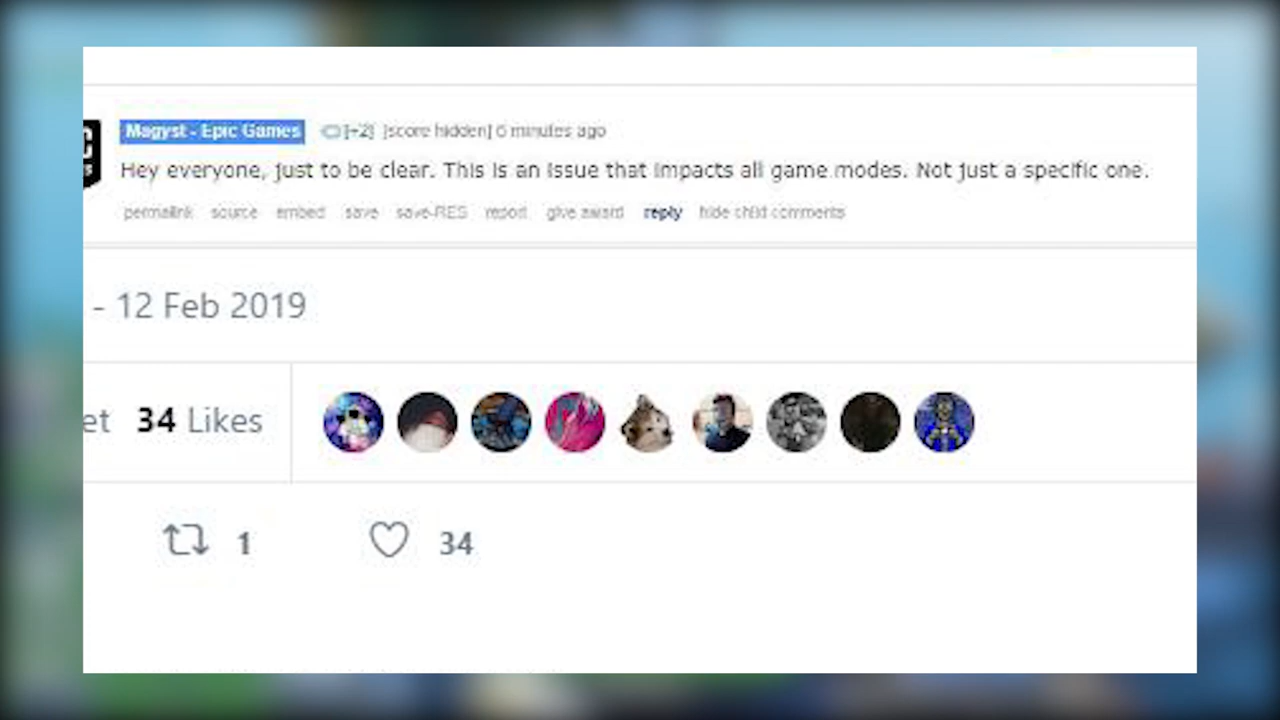 Magyst - Epic Games [+2] [score hidden] 6 minutes ago
Hey everyone, just to be clear. This is an issue that impacts all game modes. Not just a specific one.
permalink source embed save save-RES report give award reply hide child comments
- 12 Feb 2019
et 34 Likes
1 34